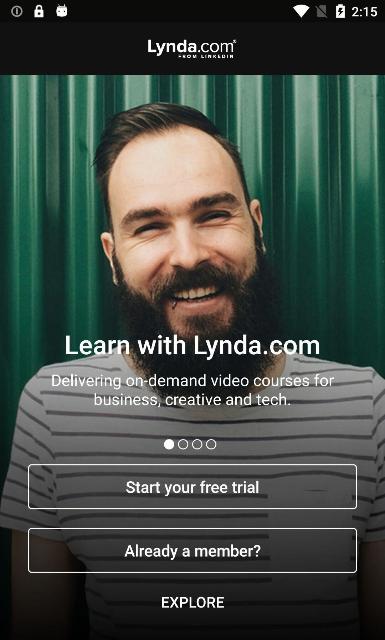 2:15
Lynda.com
FROM LINKEDIN
Learn with Lynda.com
Delivering on-demand video courses for
business, creative and tech.
Start your free trial
Already a member?
EXPLORE